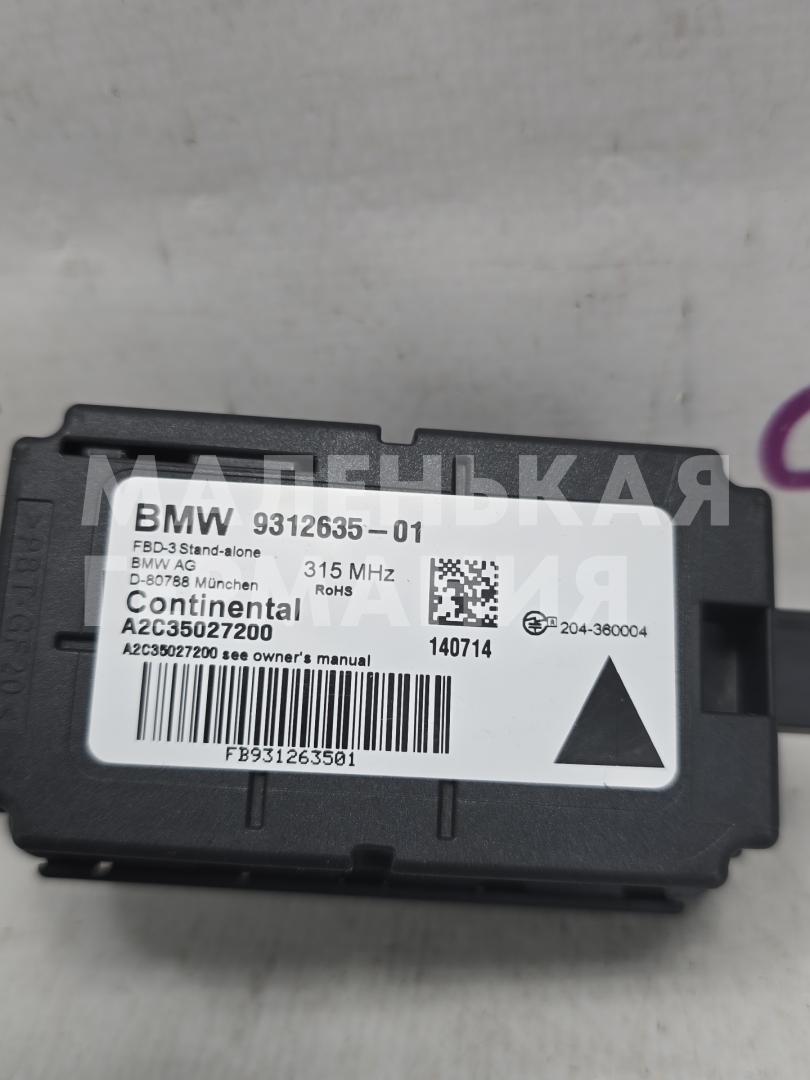 МАЛЕНЬКАЯ
ГЕРМАНИЯ
BMW 9312635-01
FBD-3 Stand-alone
BMW AG
D-80788 München
315 MHz
RoHS
Continental
A2C35027200
A2C35027200 see owner's manual
140714
204-360004
FB931263501